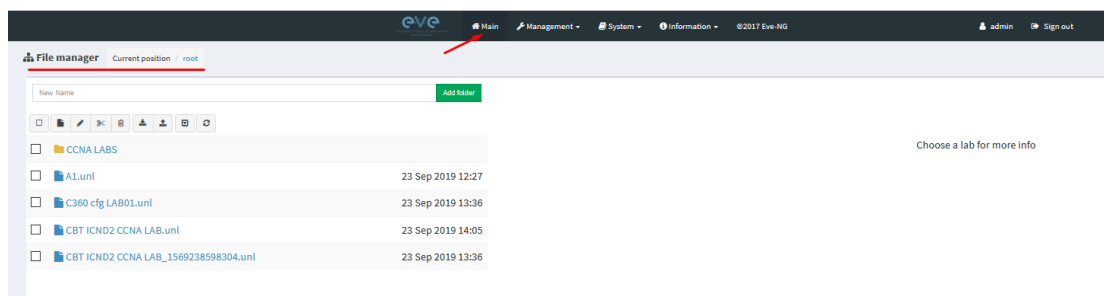 eve Main Management System Information ©2017 Eve-NG admin Sign out
File manager Current position / root
New Name Add folder
CCNA LABS
Choose a lab for more info
A1.unl 23 Sep 2019 12:27
C360 cfg LAB01.unl 23 Sep 2019 13:36
CBT ICND2 CCNA LAB.unl 23 Sep 2019 14:05
CBT ICND2 CCNA LAB_1569238598304.unl 23 Sep 2019 13:36